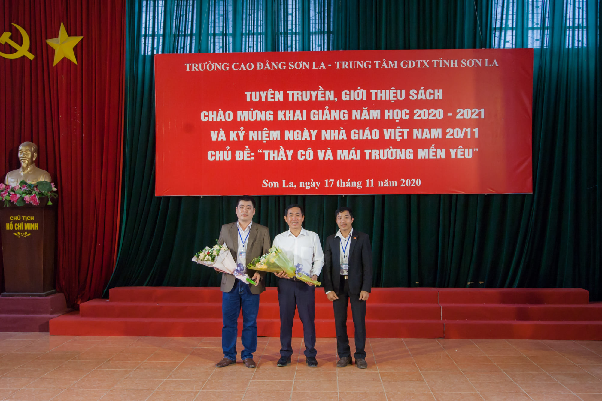 TRƯỜNG CAO ĐẲNG SƠN LA - TRUNG TÂM GDTX TỈNH SƠN LA
TUYÊN TRUYỀN, GIỚI THIỆU SÁCH
CHÀO MỪNG KHAI GIẢNG NĂM HỌC 2020 - 2021
VÀ KỶ NIỆM NGÀY NHÀ GIÁO VIỆT NAM 20/11
CHỦ ĐỀ: "THẦY CÔ VÀ MÁI TRƯỜNG MẾN YÊU"
Sơn La, ngày 17 tháng 11 năm 2020
CHỦ TỊCH
HỒ CHÍ MINH